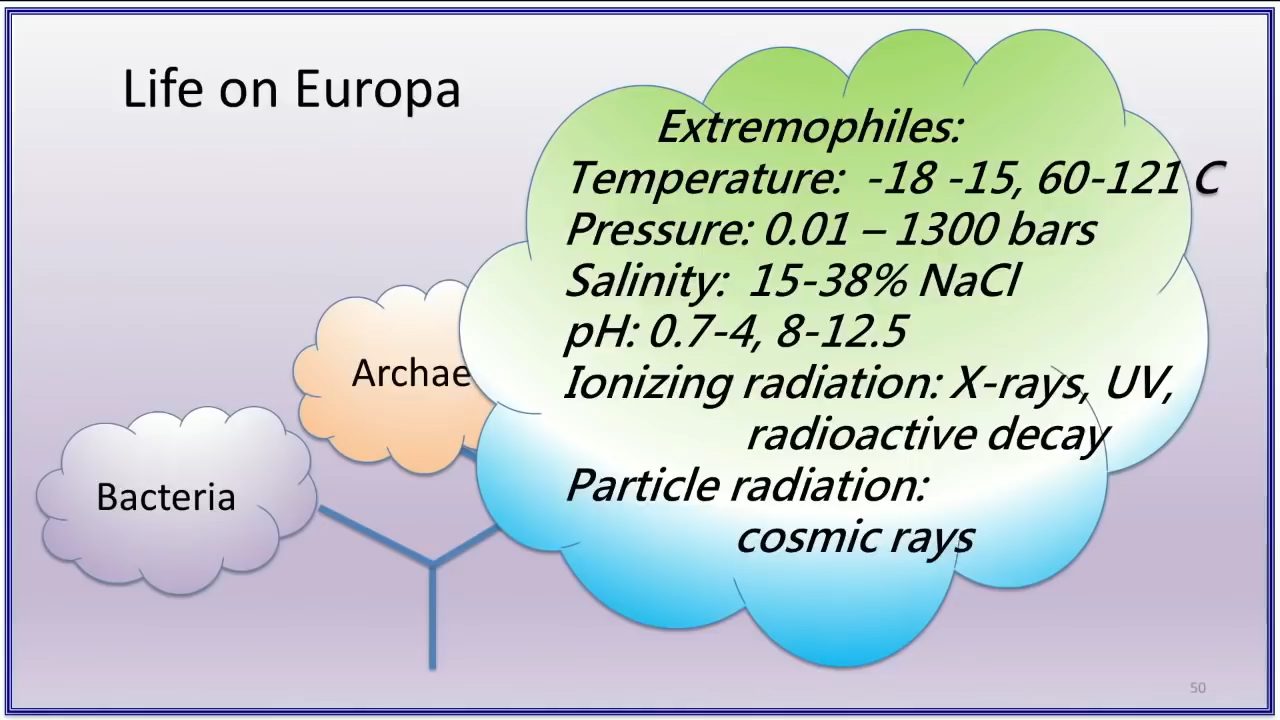 Life on Europa
Extremophiles:
Temperature: -18 -15, 60-121 C
Pressure: 0.01 – 1300 bars
Salinity: 15-38% NaCl
pH: 0.7-4, 8-12.5
Ionizing radiation: X-rays, UV,
radioactive decay
Particle radiation:
cosmic rays
Archae
Bacteria
50